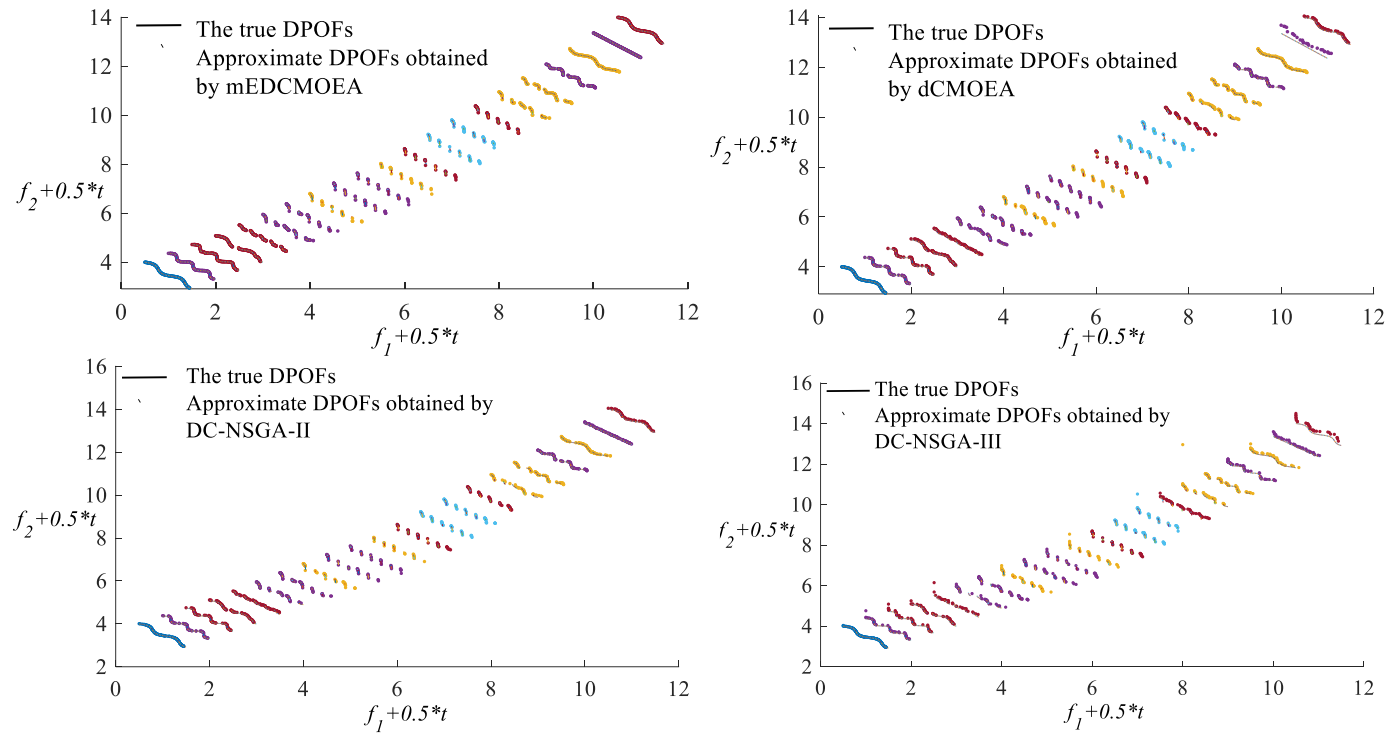 14
12
10
8
6
4
0 2 4 6 8 10 12
f2+0.5*t
f1+0.5*t
The true DPOFs
Approximate DPOFs obtained
by mEDCMOEA
14
12
10
8
6
4
0 2 4 6 8 10 12
f2+0.5*t
f1+0.5*t
The true DPOFs
Approximate DPOFs obtained
by dCMOEA
16
14
12
10
8
6
4
2
0 2 4 6 8 10 12
f2+0.5*t
f1+0.5*t
The true DPOFs
Approximate DPOFs obtained by
DC-NSGA-II
16
14
12
10
8
6
4
2
0 2 4 6 8 10 12
f2+0.5*t
f1+0.5*t
The true DPOFs
Approximate DPOFs obtained by
DC-NSGA-III